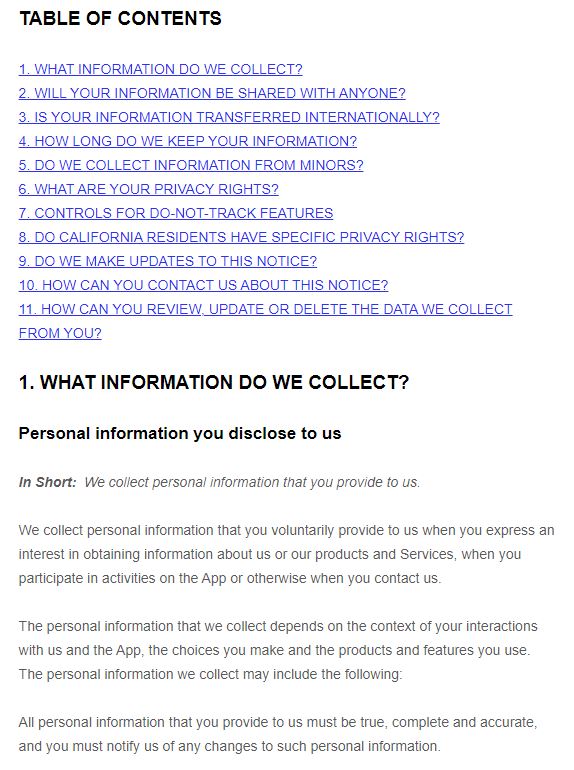 TABLE OF CONTENTS
1. WHAT INFORMATION DO WE COLLECT?
2. WILL YOUR INFORMATION BE SHARED WITH ANYONE?
3. IS YOUR INFORMATION TRANSFERRED INTERNATIONALLY?
4. HOW LONG DO WE KEEP YOUR INFORMATION?
5. DO WE COLLECT INFORMATION FROM MINORS?
6. WHAT ARE YOUR PRIVACY RIGHTS?
7. CONTROLS FOR DO-NOT-TRACK FEATURES
8. DO CALIFORNIA RESIDENTS HAVE SPECIFIC PRIVACY RIGHTS?
9. DO WE MAKE UPDATES TO THIS NOTICE?
10. HOW CAN YOU CONTACT US ABOUT THIS NOTICE?
11. HOW CAN YOU REVIEW, UPDATE OR DELETE THE DATA WE COLLECT
FROM YOU?
1. WHAT INFORMATION DO WE COLLECT?
Personal information you disclose to us
In Short: We collect personal information that you provide to us.
We collect personal information that you voluntarily provide to us when you express an
interest in obtaining information about us or our products and Services, when you
participate in activities on the App or otherwise when you contact us.
The personal information that we collect depends on the context of your interactions
with us and the App, the choices you make and the products and features you use.
The personal information we collect may include the following:
All personal information that you provide to us must be true, complete and accurate,
and you must notify us of any changes to such personal information.